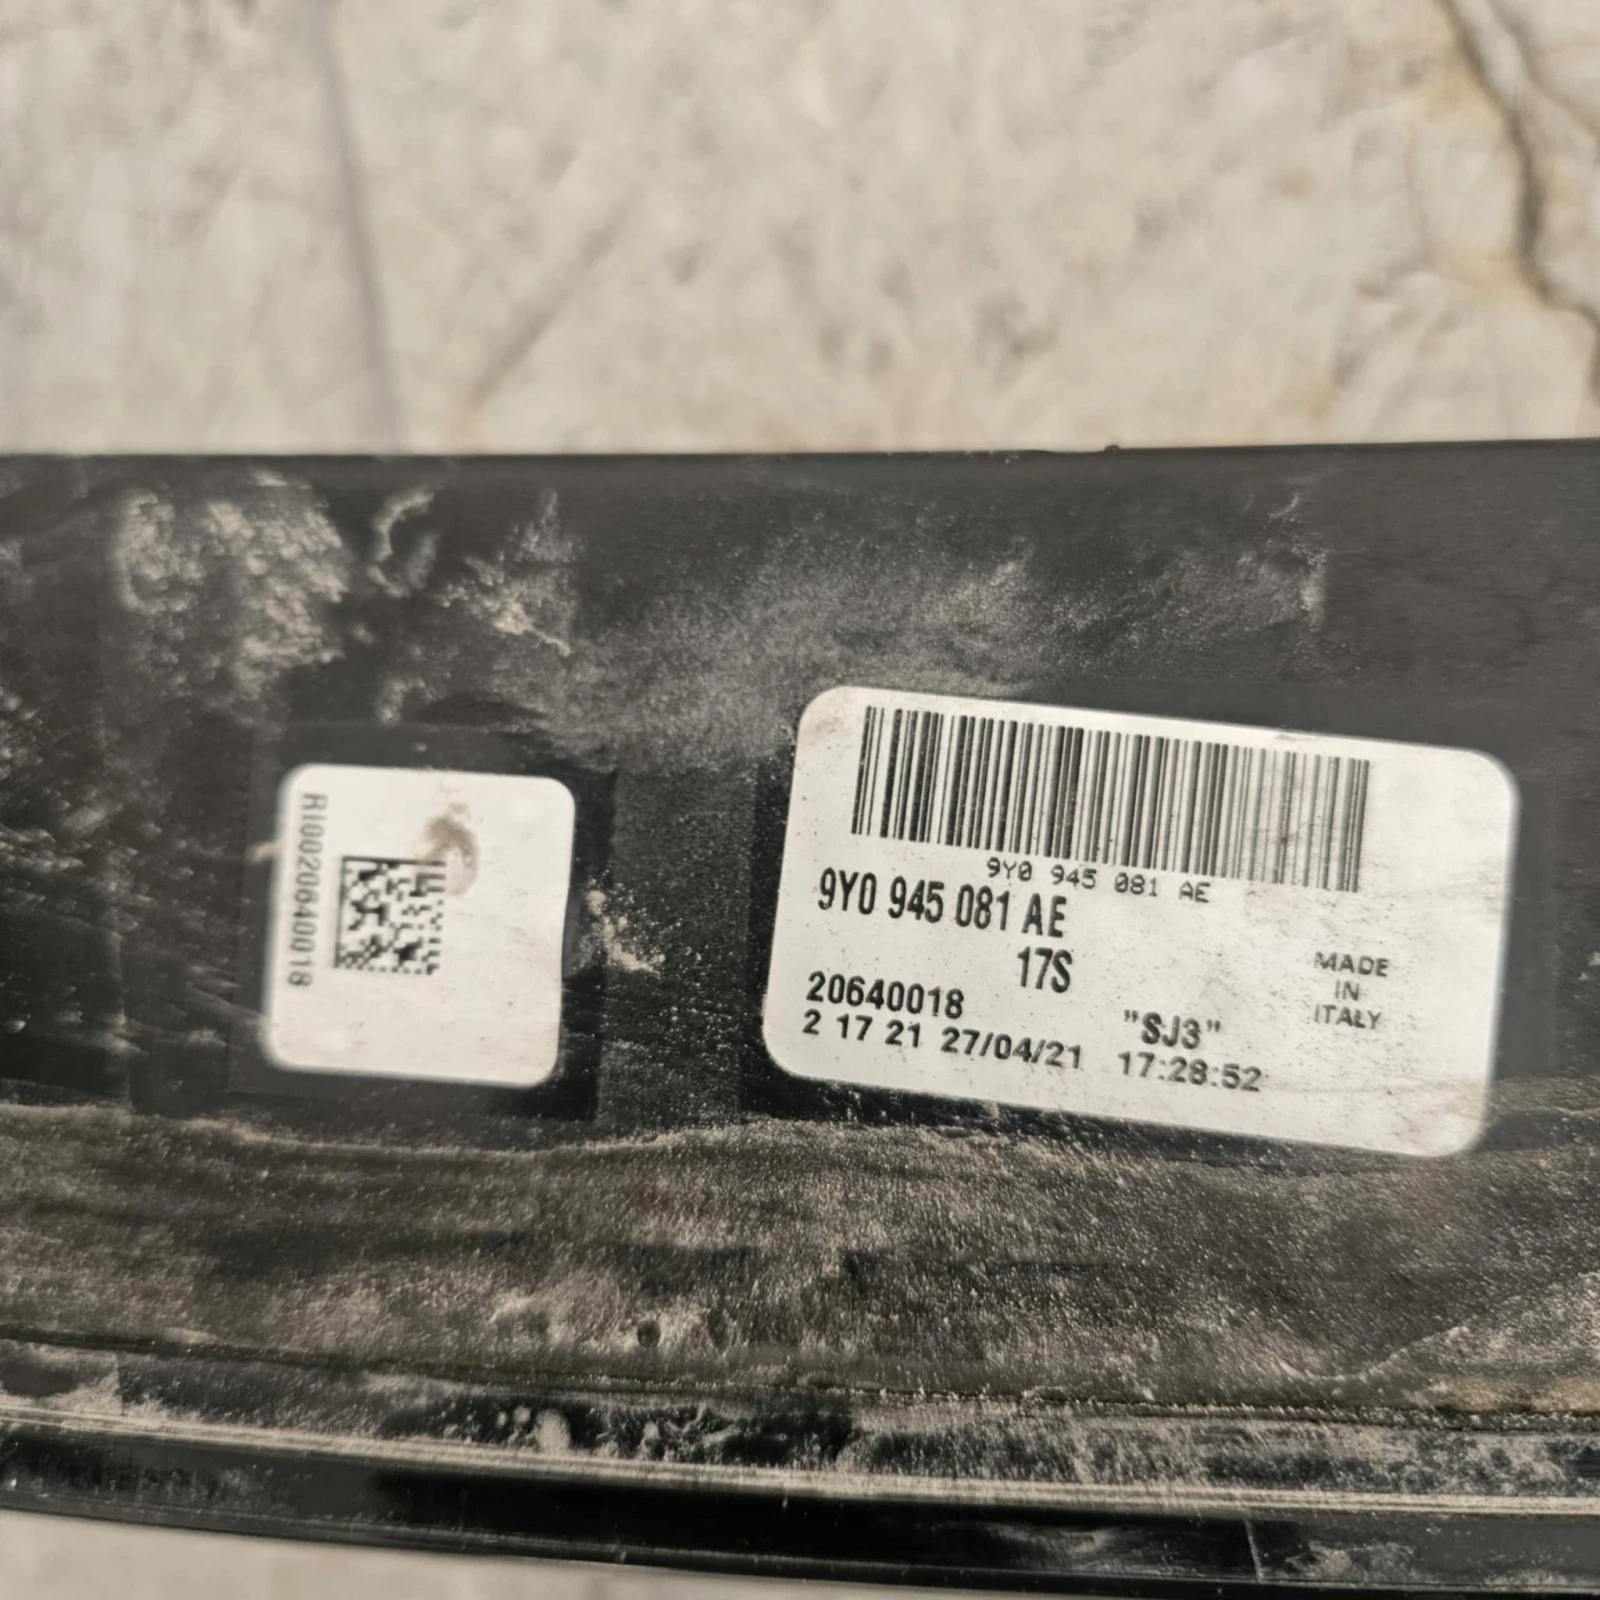 RI0020640018
9Y0 945 081 AE
9Y0 945 081 AE
17S
20640018
"SJ3"
2 17 21 27/04/21 17:28:52
MADE
IN
ITALY